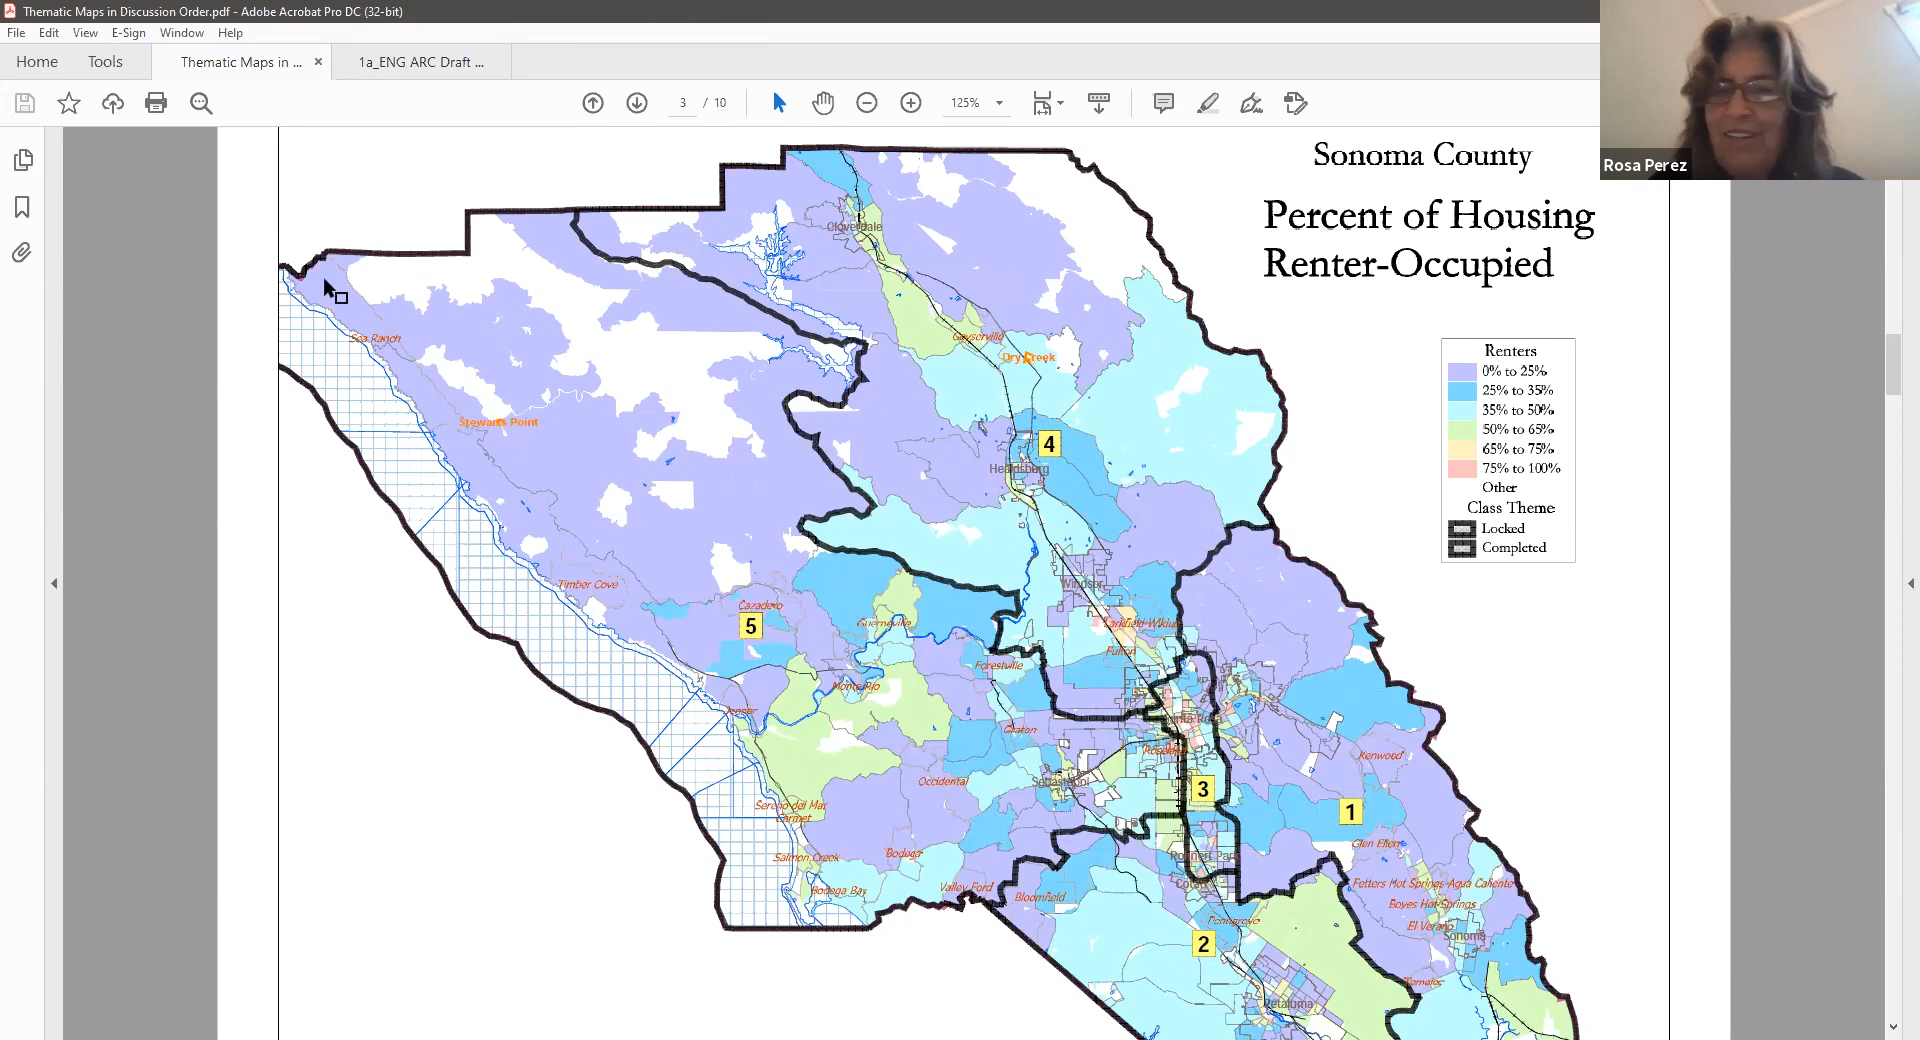 Thematic Maps in Discussion Order.pdf - Adobe Acrobat Pro DC (32-bit)
File Edit View E-Sign Window Help
Home Tools Thematic Maps in ... × 1a_ENG ARC Draft ...
3 / 10 125%
Rosa Perez
Sonoma County
Percent of Housing
Renter-Occupied
Renters
0% to 25%
25% to 35%
35% to 50%
50% to 65%
65% to 75%
75% to 100%
Other
Class Theme
Locked
Completed
Cloverdale
Sea Ranch
Geyserville
Dry Creek
Stewarts Point
4
Healdsburg
Timber Cove
Windsor
Cazadero
5
Guerneville
Larkfield-Wikiup
Fulton
Forestville
Monte Rio
Jenner
Santa Rosa
Graton
Roseland
Kenwood
Occidental
Sebastopol
3
Sereno del Mar
Carmet
1
Glen Ellen
Salmon Creek
Bodega
Rohnert Park
Bodega Bay
Valley Ford
Cotati
Fetters Hot Springs-Agua Caliente
Bloomfield
Boyes Hot Springs
Penngrove
El Verano
Sonoma
2
Temelec
Petaluma